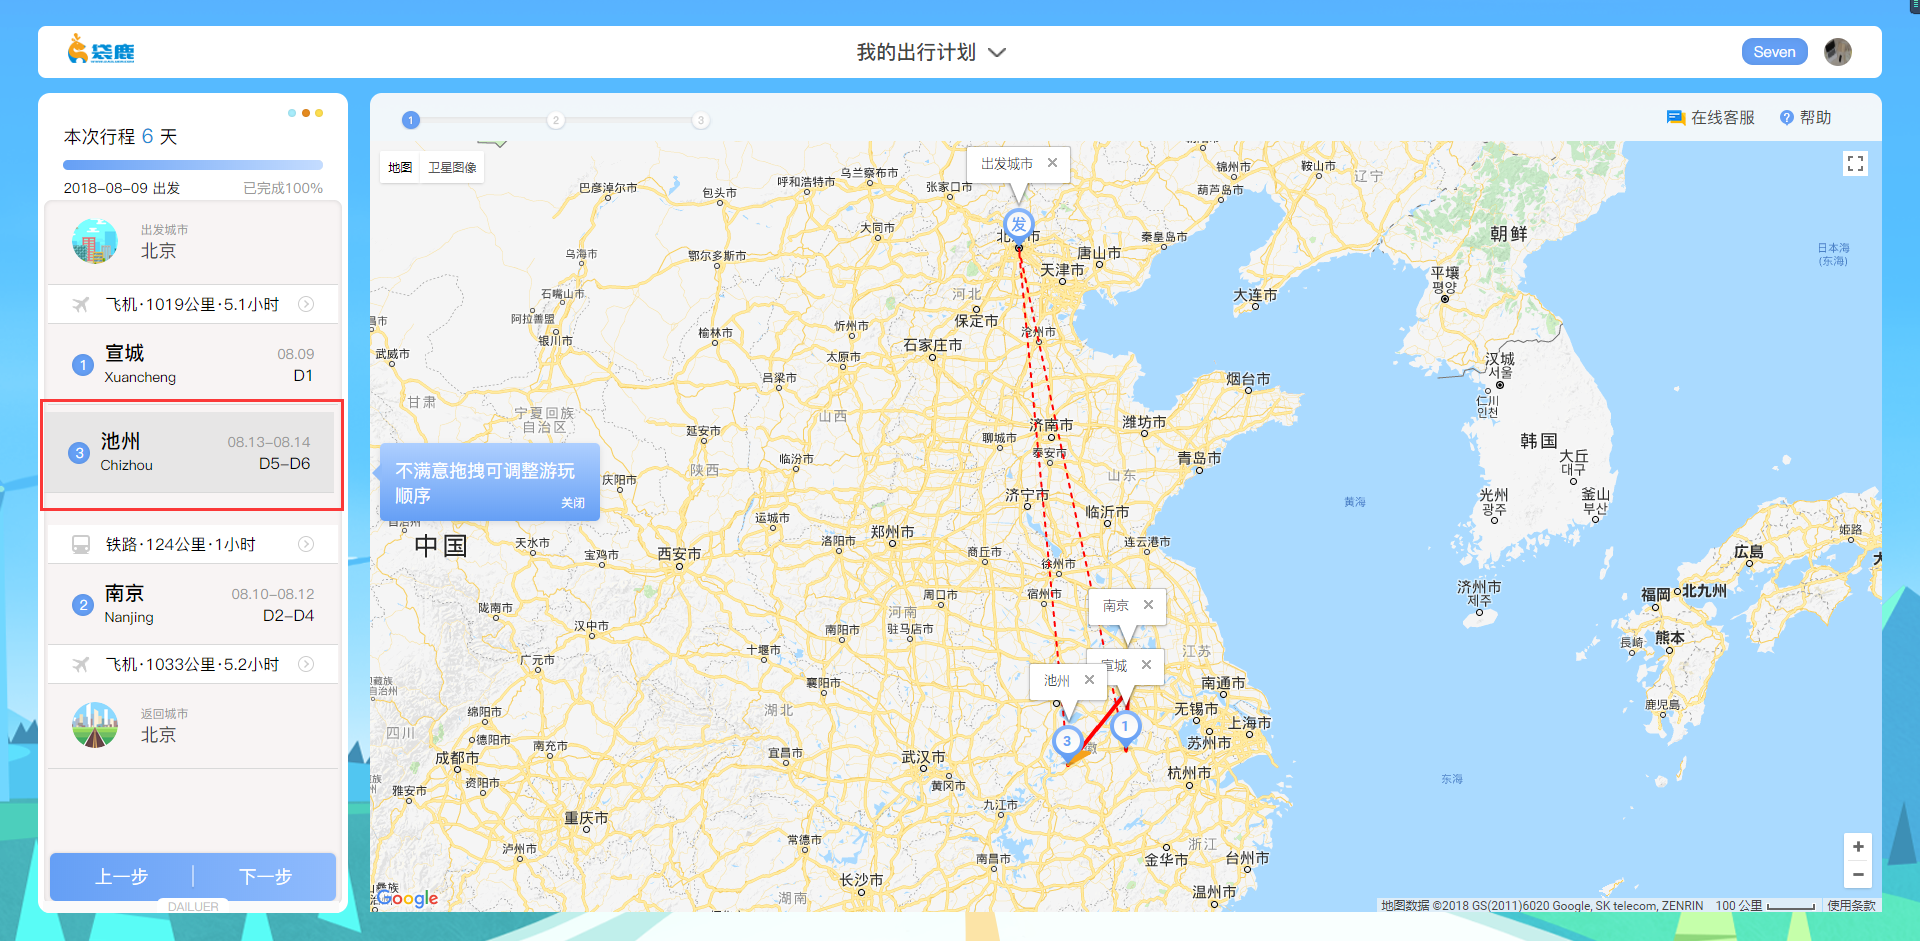 袋鹿
我的出行计划
Seven
本次行程 6 天
2018-08-09 出发
已完成100%
出发城市
北京
飞机·1019公里·5.1小时
1
宣城
08.09
Xuancheng
D1
3
池州
08.13-08.14
Chizhou
D5-D6
铁路·124公里·1小时
2
南京
08.10-08.12
Nanjing
D2-D4
飞机·1033公里·5.2小时
返回城市
北京
上一步
下一步
DAILUER
1
2
3
在线客服
帮助
地图
卫星图像
不满意拖拽可调整游玩
顺序
关闭
出发城市
发
南京
宣城
池州
3
1
锦州市
鞍山市
辽宁
乌兰察布市
呼和浩特市
张家口市
葫芦岛市
巴彦淖尔市
包头市
大同市
秦皇岛市
朝鲜
日本海
(东海)
乌海市
鄂尔多斯市
唐山市
天津市
平壤
평양
石嘴山市
河北
大连市
阿拉善盟
保定市
银川市
榆林市
忻州市
沧州市
石家庄市
武威市
太原市
汉城
서울
吕梁市
烟台市
仁川
인천
甘肃
宁夏回族
自治区
山西
济南市
潍坊市
延安市
聊城市
韩国
泰安市
临汾市
青岛市
大丘
대구
陕西
山东
庆阳市
济宁市
光州
광주
釜山
부산
黄海
运城市
临沂市
姫路
中国
天水市
宝鸡市
西安市
洛阳市
郑州市
商丘市
连云港市
広島
徐州市
济州市
제주
福岡
北九州
宿州市
周口市
陇南市
河南
驻马店市
汉中市
南阳市
長崎
熊本
江苏
十堰市
广元市
襄阳市
南通市
鹿児島
绵阳市
湖北
无锡市
上海市
四川
德阳市
南充市
苏州市
成都市
宜昌市
武汉市
东海
资阳市
黄冈市
杭州市
雅安市
九江市
重庆市
常德市
泸州市
南昌市
浙江
金华市
台州市
长沙市
温州市
湖南
Google
地图数据 ©2018 GS(2011)6020 Google, SK telecom, ZENRIN
100 公里
使用条款